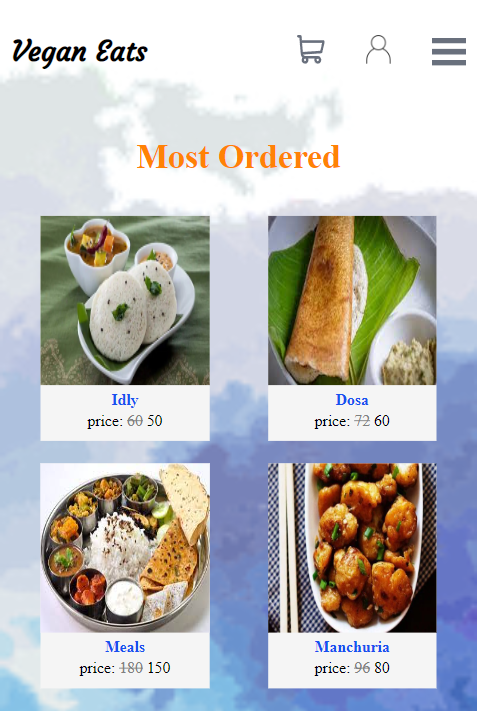 Vegan Eats
Most Ordered
Idly
price: 60 50
Dosa
price: 72 60
Meals
price: 180 150
Manchuria
price: 96 80